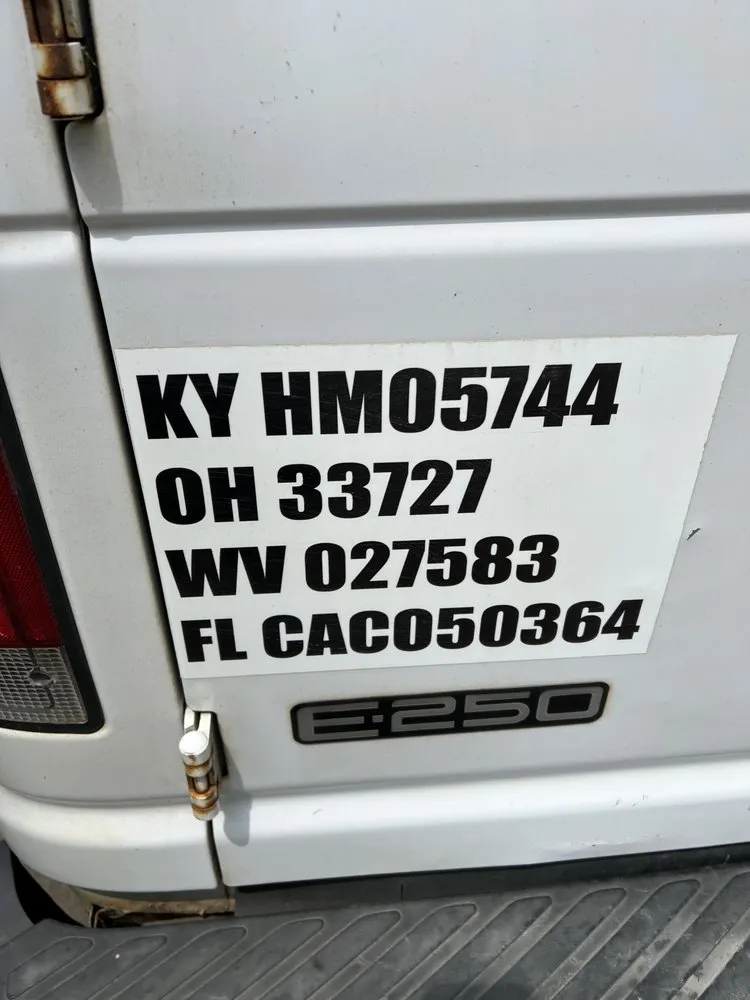 KY HM05744
OH 33727
WV 027583
FL CAC050364
E·250